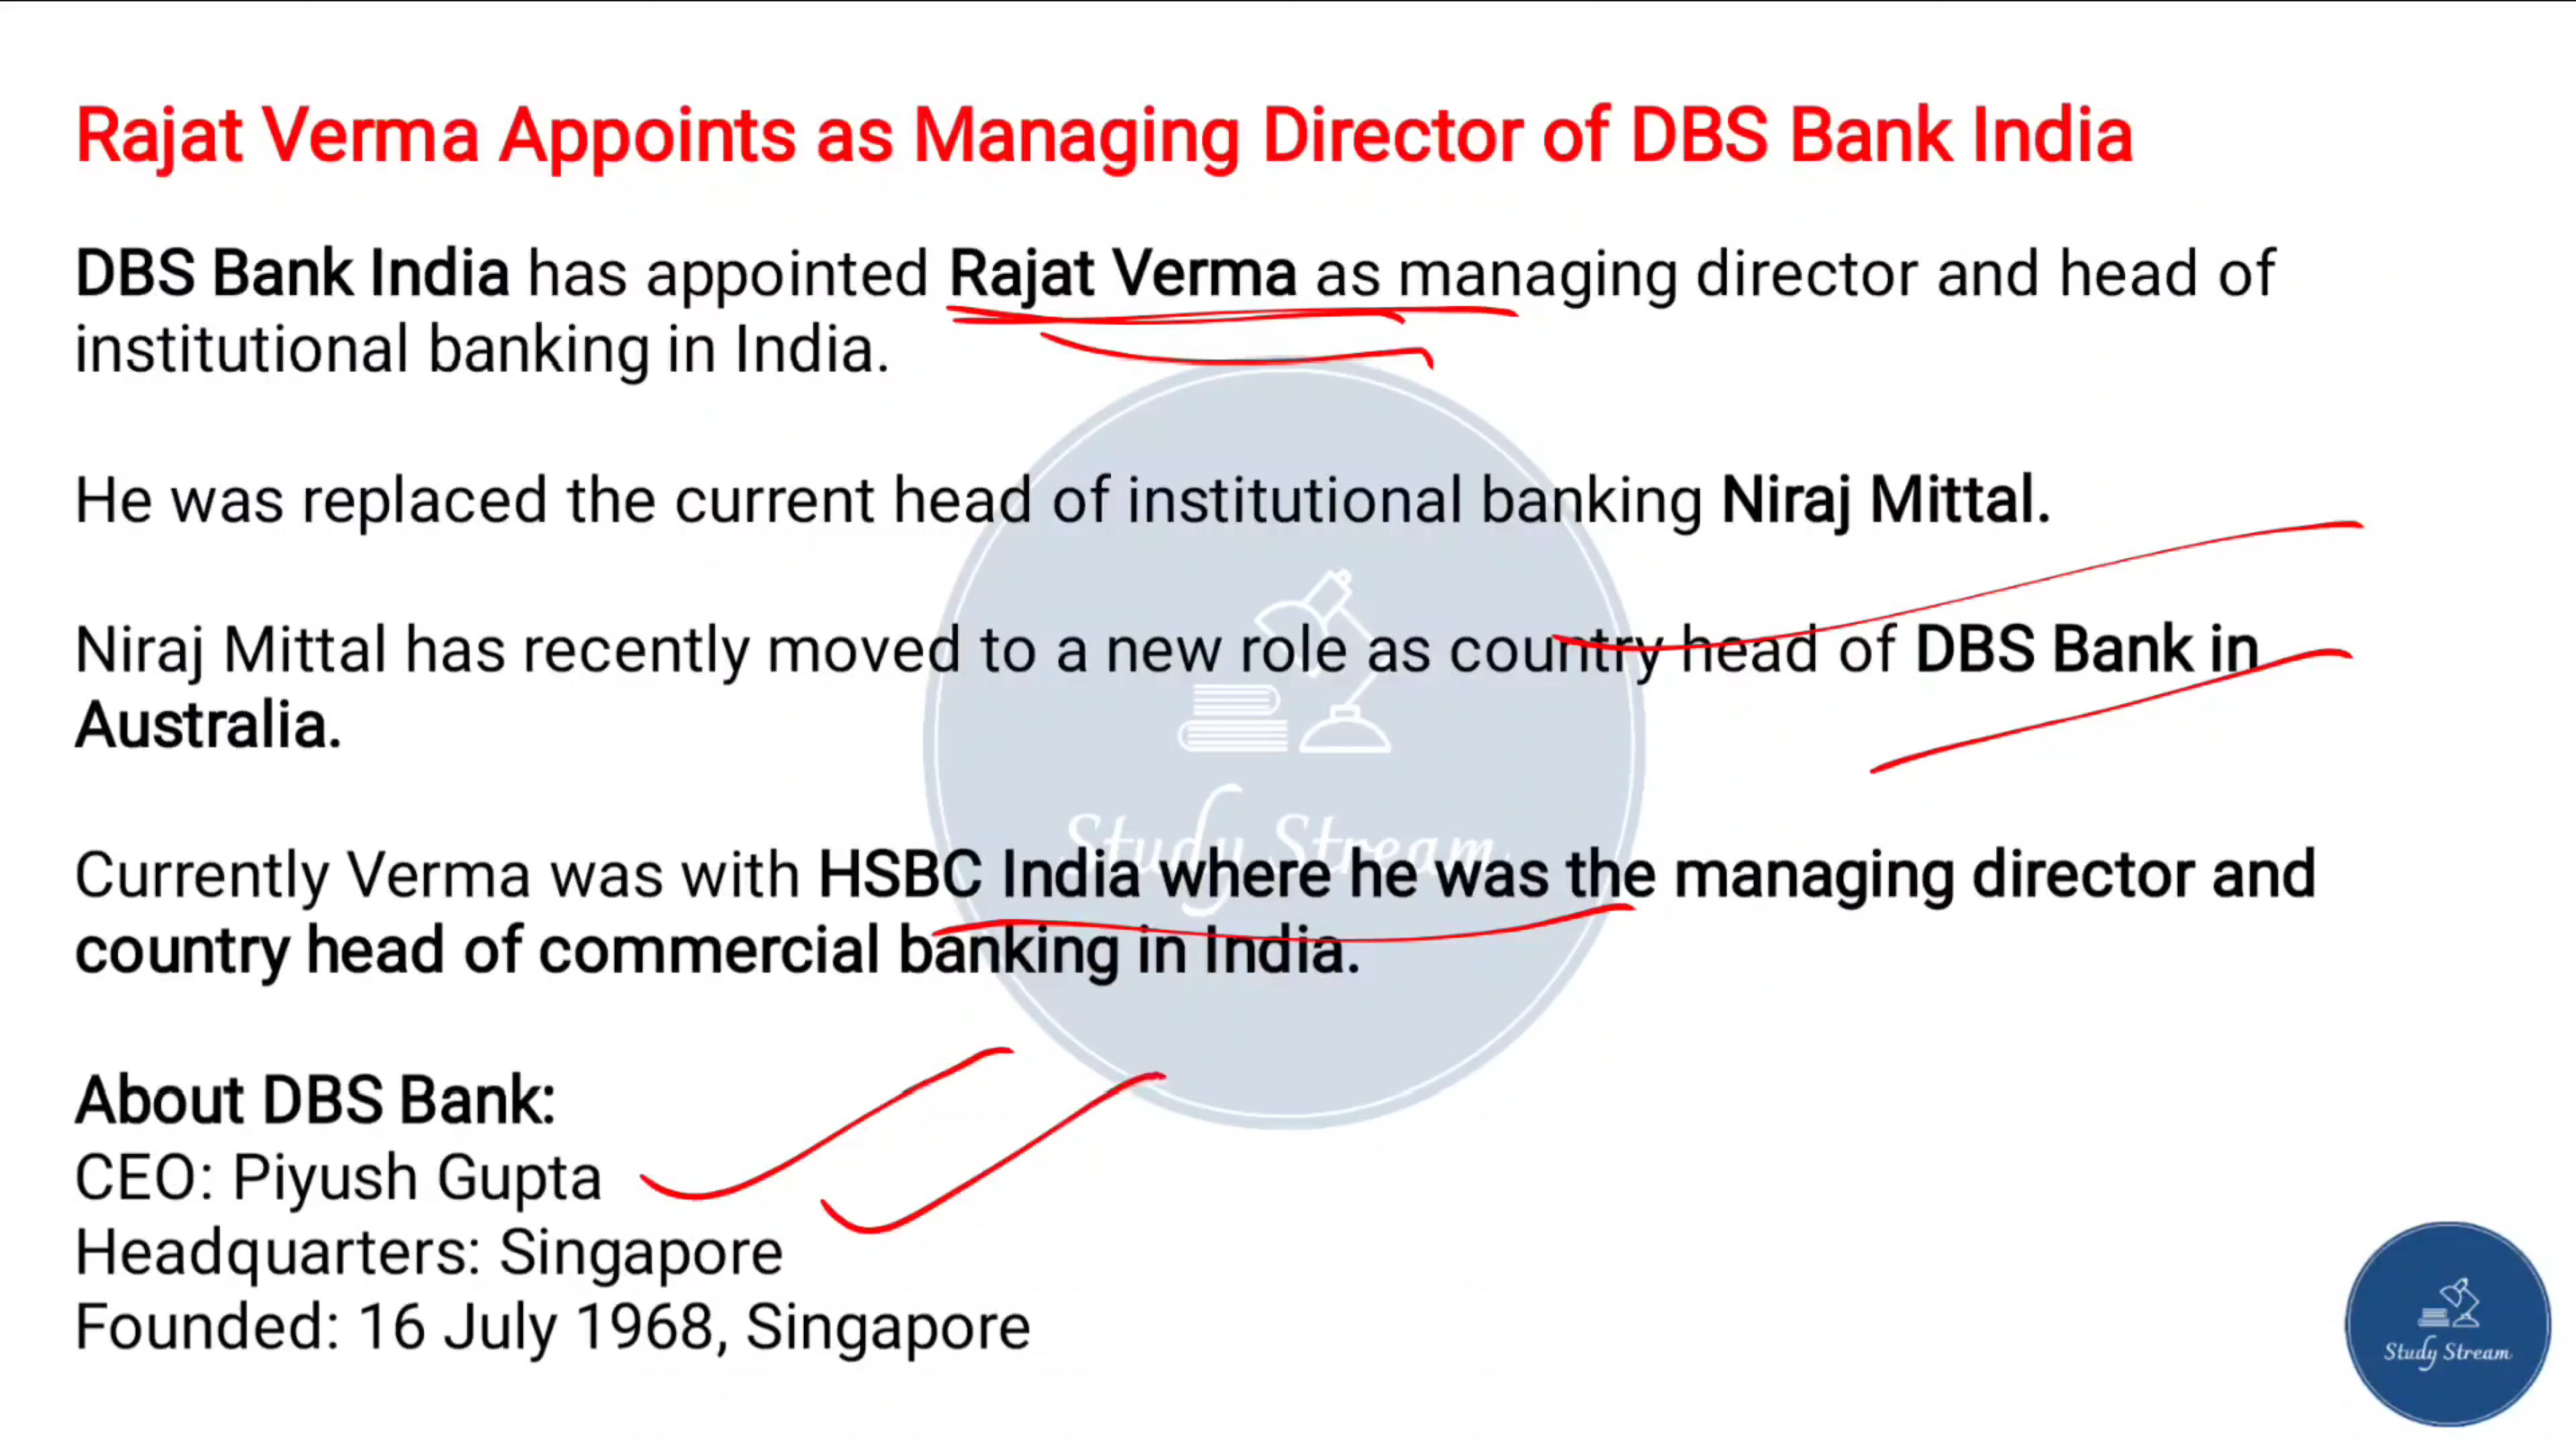 Rajat Verma Appoints as Managing Director of DBS Bank India
DBS Bank India has appointed Rajat Verma as managing director and head of
institutional banking in India.
He was replaced the current head of institutional banking Niraj Mittal.
Niraj Mittal has recently moved to a new role as country head of DBS Bank in
Australia.
Study Stream
Currently Verma was with HSBC India where he was the managing director and
country head of commercial banking in India.
About DBS Bank:
CEO: Piyush Gupta
Headquarters: Singapore
Founded: 16 July 1968, Singapore
Study Stream